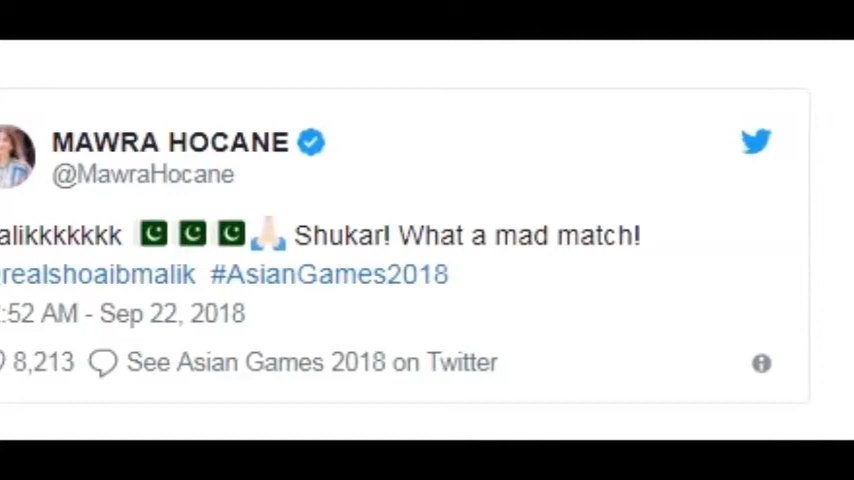 MAWRA HOCANE
@MawraHocane
alikkkkkkk 🇵🇰 🇵🇰 🇵🇰 🙏🏻 Shukar! What a mad match!
realshoaibmalik #AsianGames2018
:52 AM - Sep 22, 2018
8,213 See Asian Games 2018 on Twitter